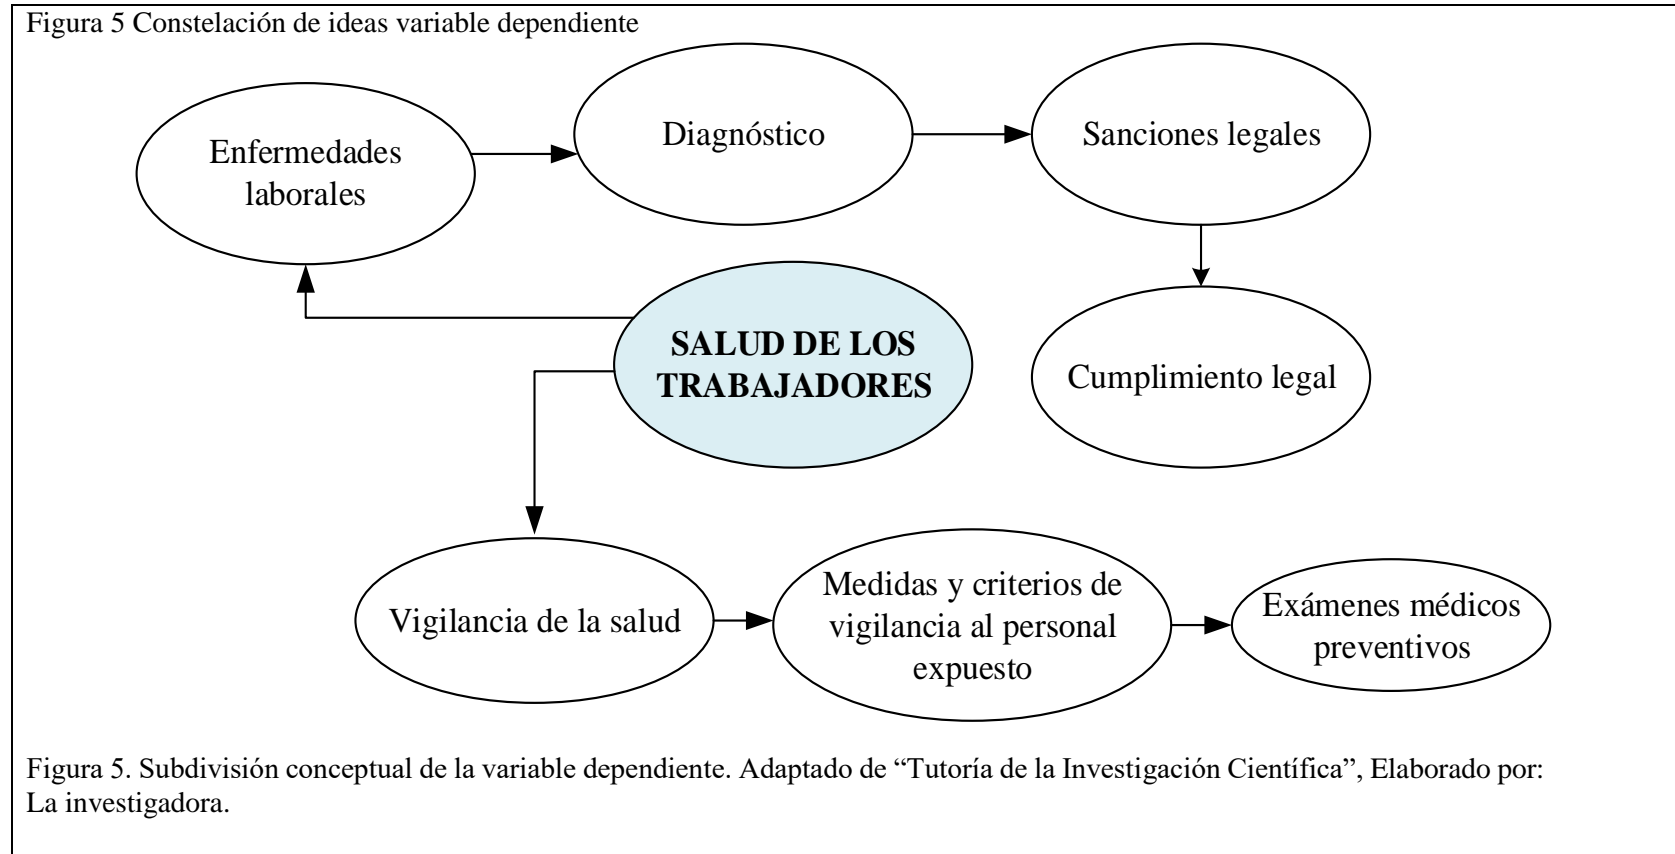 Figura 5 Constelación de ideas variable dependiente
Enfermedades
laborales
Diagnóstico
Sanciones legales
SALUD DE LOS
TRABAJADORES
Cumplimiento legal
Vigilancia de la salud
Medidas y criterios de
vigilancia al personal
expuesto
Exámenes médicos
preventivos
Figura 5. Subdivisión conceptual de la variable dependiente. Adaptado de “Tutoría de la Investigación Científica”, Elaborado por:
La investigadora.